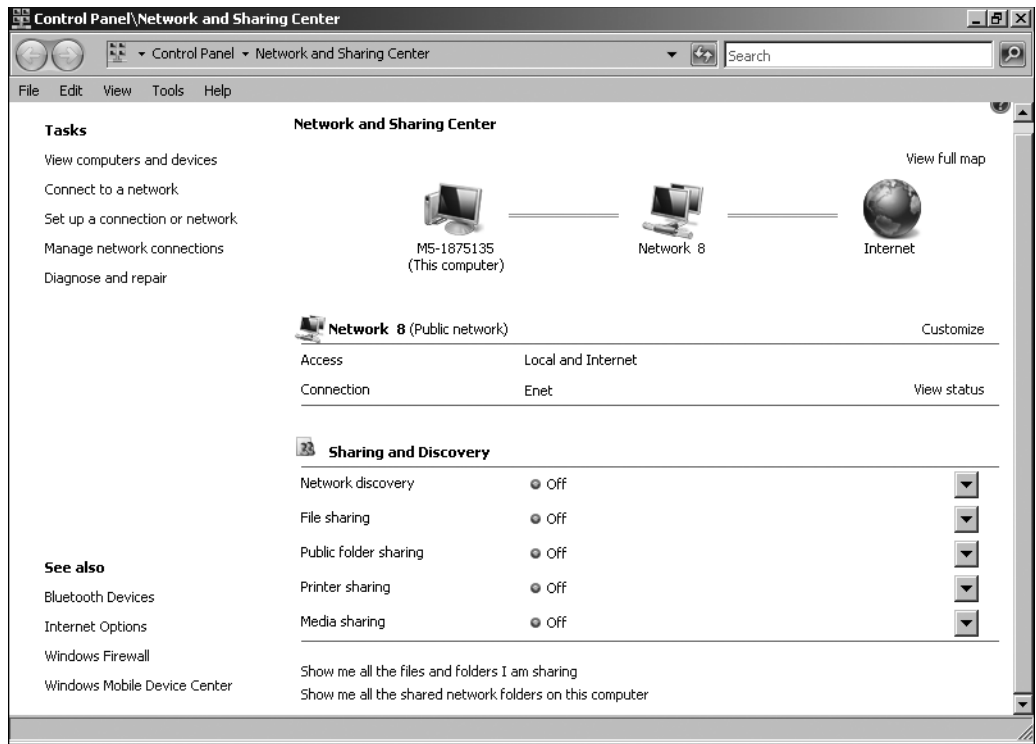 Control Panel\Network and Sharing Center
Control Panel Network and Sharing Center
Search
File Edit View Tools Help
Tasks
View computers and devices
Connect to a network
Set up a connection or network
Manage network connections
Diagnose and repair
See also
Bluetooth Devices
Internet Options
Windows Firewall
Windows Mobile Device Center
Network and Sharing Center
View full map
M5-1875135
(This computer)
Network 8
Internet
Network 8 (Public network) Customize
Access Local and Internet
Connection Enet View status
Sharing and Discovery
Network discovery Off
File sharing Off
Public folder sharing Off
Printer sharing Off
Media sharing Off
Show me all the files and folders I am sharing
Show me all the shared network folders on this computer